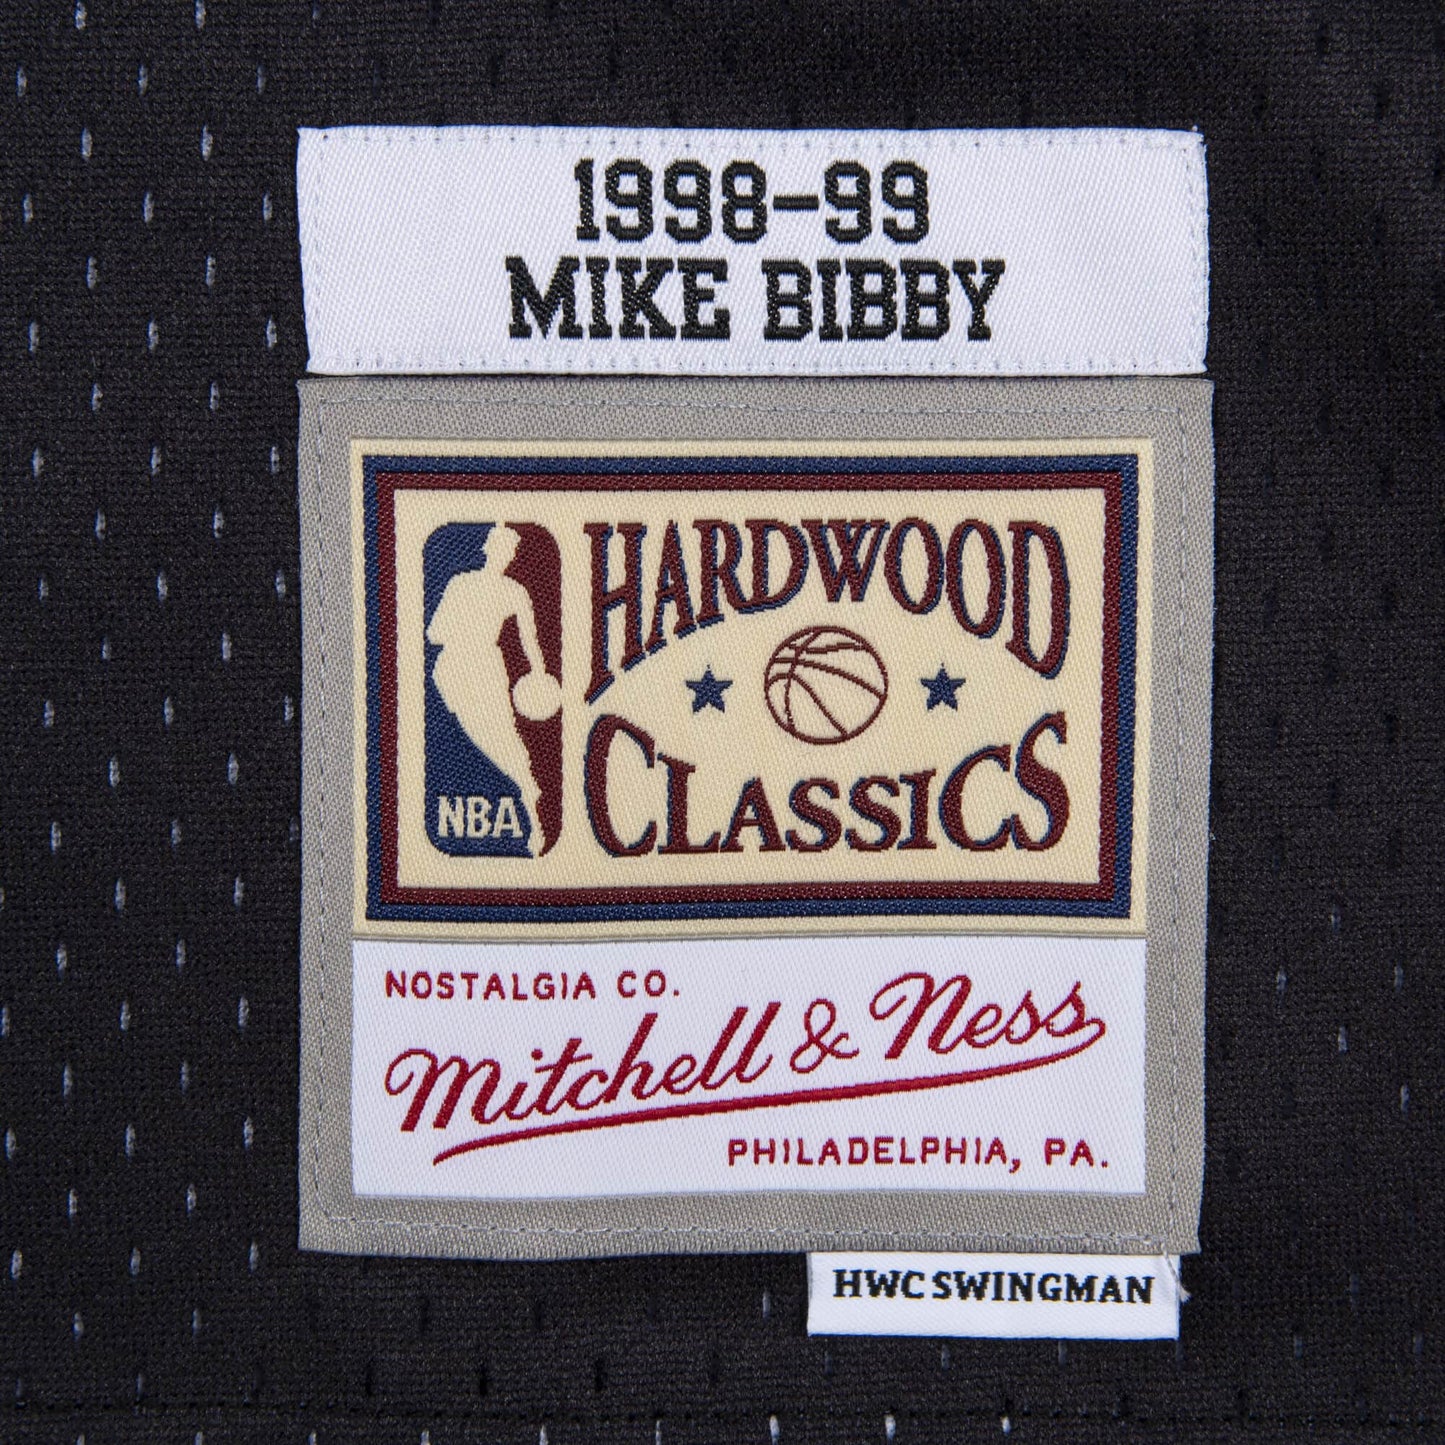 1998-99
MIKE BIBBY
HARDWOOD
CLASSICS
NBA
NOSTALGIA CO.
Mitchell & Ness
PHILADELPHIA, PA.
HWC SWINGMAN